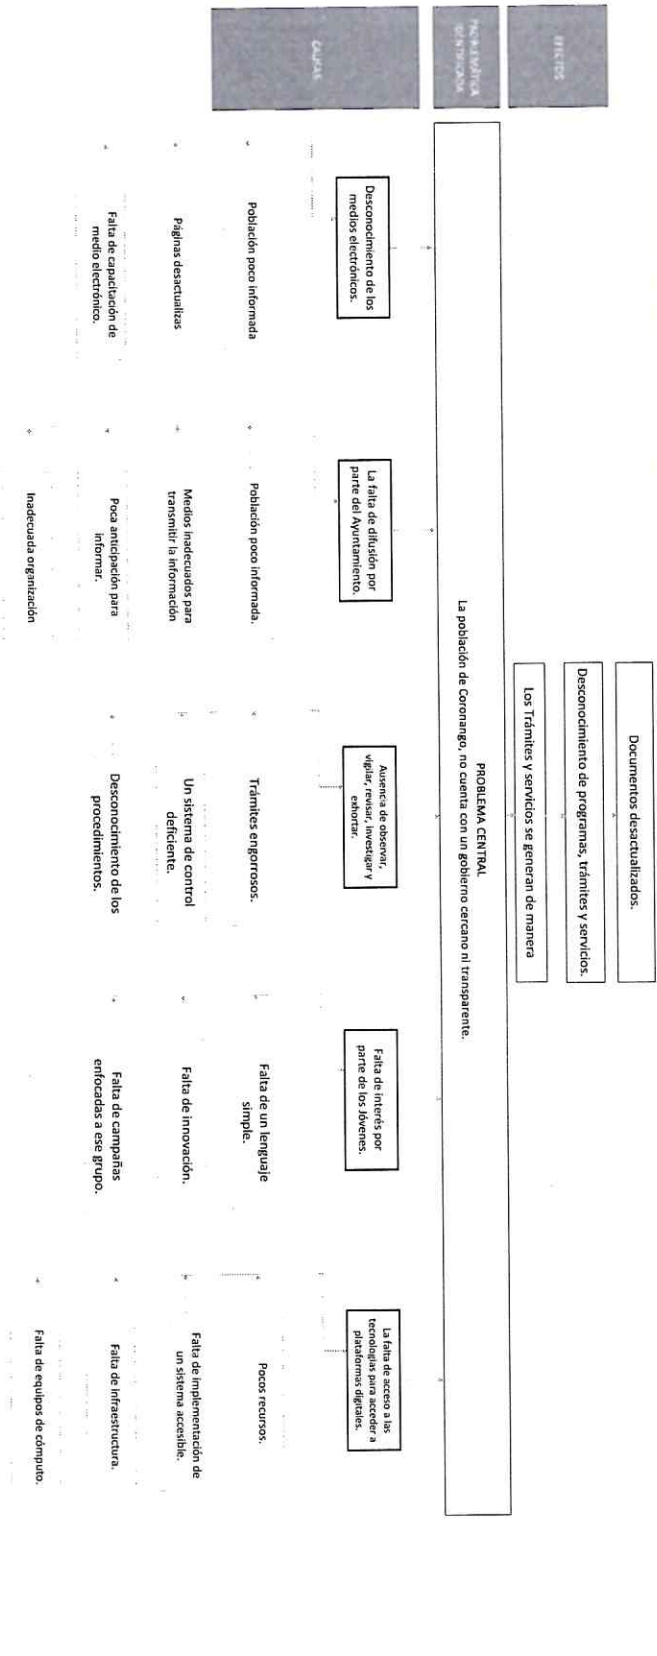 EFECTOS
Documentos desactualizados.
Desconocimiento de programas, trámites y servicios.
Los Trámites y servicios se generan de manera
PROBLEMÁTICA
IDENTIFICADA
PROBLEMA CENTRAL
La población de Coronango, no cuenta con un gobierno cercano ni transparente.
CAUSAS
Desconocimiento de los
medios electrónicos.
Población poco informada
Páginas desactualizas
Falta de capacitación de
medio electrónico.
La falta de difusión por
parte del Ayuntamiento.
Población poco informada.
Medios inadecuados para
transmitir la información
Poca anticipación para
informar.
Inadecuada organización
Ausencia de observar,
vigilar, revisar, investigar y
exhortar.
Trámites engorrosos.
Un sistema de control
deficiente.
Desconocimiento de los
procedimientos.
Falta de interés por
parte de los Jóvenes.
Falta de un lenguaje
simple.
Falta de innovación.
Falta de campañas
enfocadas a ese grupo.
La falta de acceso a las
tecnologías para acceder a
plataformas digitales.
Pocos recursos.
Falta de implementación de
un sistema accesible.
Falta de infraestructura.
Falta de equipos de cómputo.